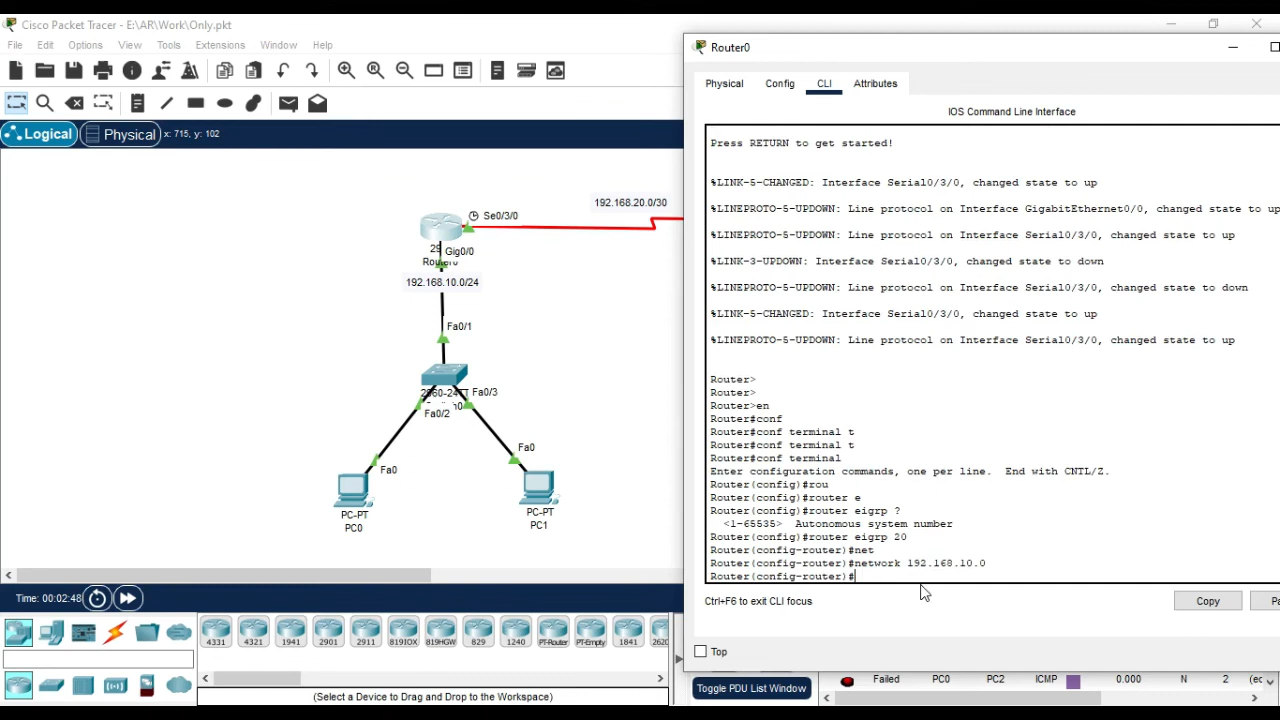 Cisco Packet Tracer - E:\AR\Work\Only.pkt
File Edit Options View Tools Extensions Window Help
Logical Physical x: 715, y: 102
192.168.20.0/30
Se0/3/0
29
Gig0/0
Router0
192.168.10.0/24
Fa0/1
2960-24TT
Fa0/3
Fa0/2
Fa0
Fa0
PC-PT
PC0
PC-PT
PC1
Router0
Physical Config CLI Attributes
IOS Command Line Interface
Press RETURN to get started!
%LINK-5-CHANGED: Interface Serial0/3/0, changed state to up
%LINEPROTO-5-UPDOWN: Line protocol on Interface GigabitEthernet0/0, changed state to up
%LINEPROTO-5-UPDOWN: Line protocol on Interface Serial0/3/0, changed state to up
%LINK-3-UPDOWN: Interface Serial0/3/0, changed state to down
%LINEPROTO-5-UPDOWN: Line protocol on Interface Serial0/3/0, changed state to down
%LINK-5-CHANGED: Interface Serial0/3/0, changed state to up
%LINEPROTO-5-UPDOWN: Line protocol on Interface Serial0/3/0, changed state to up
Router>
Router>
Router>en
Router#conf
Router#conf terminal t
Router#conf terminal t
Router#conf terminal
Enter configuration commands, one per line. End with CNTL/Z.
Router(config)#rou
Router(config)#router e
Router(config)#router eigrp ?
<1-65535> Autonomous system number
Router(config)#router eigrp 20
Router(config-router)#net
Router(config-router)#network 192.168.10.0
Router(config-router)#
Ctrl+F6 to exit CLI focus
Copy
Top
Time: 00:02:48
4331 4321 1941 2901 2911 819IOX 819HGW 829 1240 PT-Router PT-Empty 1841 2620
(Select a Device to Drag and Drop to the Workspace)
Toggle PDU List Window
Failed PC0 PC2 ICMP 0.000 N 2